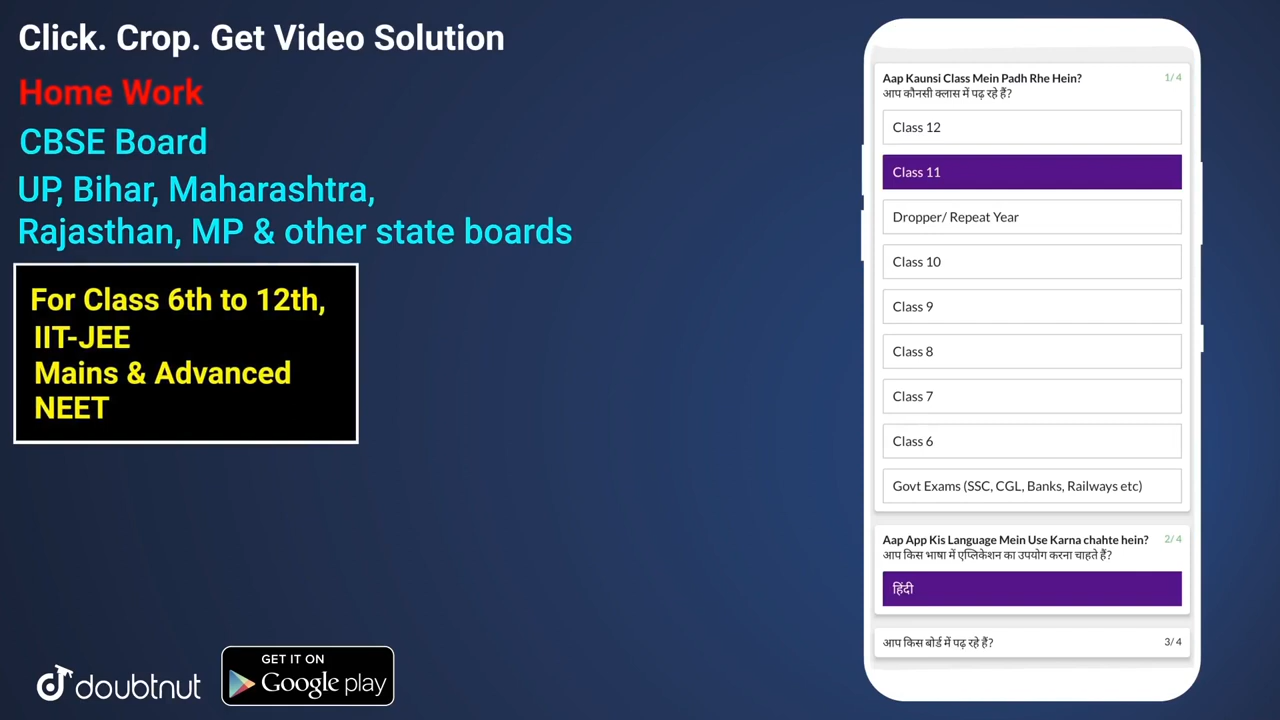 Click. Crop. Get Video Solution
Home Work
CBSE Board
UP, Bihar, Maharashtra,
Rajasthan, MP & other state boards
For Class 6th to 12th,
IIT-JEE
Mains & Advanced
NEET
doubtnut
GET IT ON
Google play
Aap Kaunsi Class Mein Padh Rhe Hein? 1/4
आप कौनसी क्लास में पढ़ रहे हैं?
Class 12
Class 11
Dropper/ Repeat Year
Class 10
Class 9
Class 8
Class 7
Class 6
Govt Exams (SSC, CGL, Banks, Railways etc)
Aap App Kis Language Mein Use Karna chahte hein? 2/4
आप किस भाषा में एप्लिकेशन का उपयोग करना चाहते हैं?
हिंदी
आप किस बोर्ड में पढ़ रहे हैं? 3/4